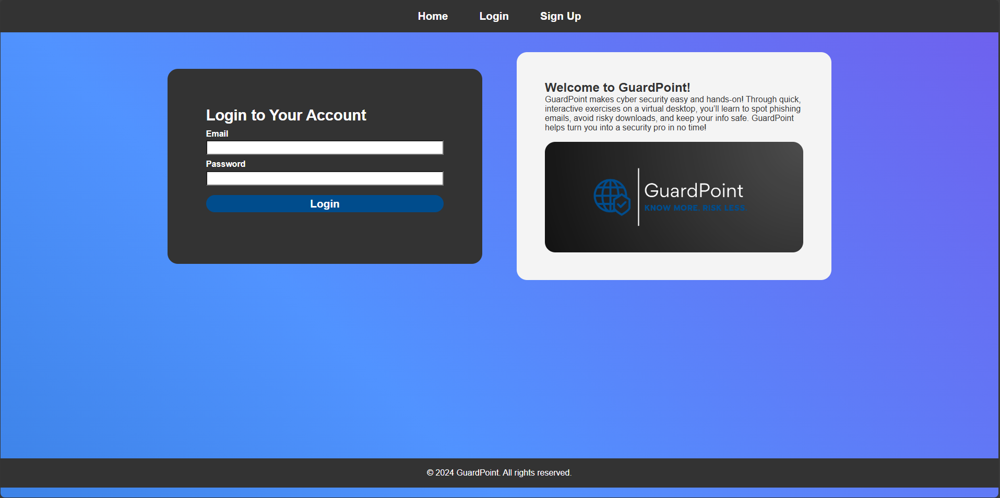 Home Login Sign Up
Login to Your Account
Email
Password
Login
Welcome to GuardPoint!
GuardPoint makes cyber security easy and hands-on! Through quick,
interactive exercises on a virtual desktop, you’ll learn to spot phishing
emails, avoid risky downloads, and keep your info safe. GuardPoint
helps turn you into a security pro in no time!
GuardPoint
KNOW MORE. RISK LESS.
© 2024 GuardPoint. All rights reserved.